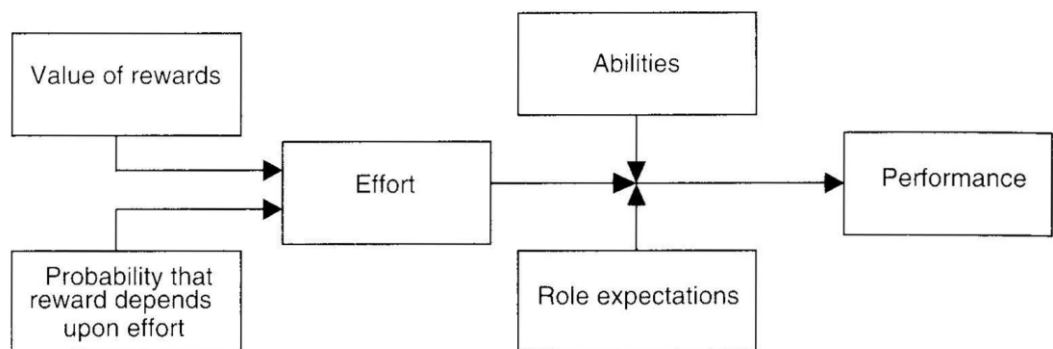 Value of rewards
Abilities
Effort
Performance
Probability that
reward depends
upon effort
Role expectations